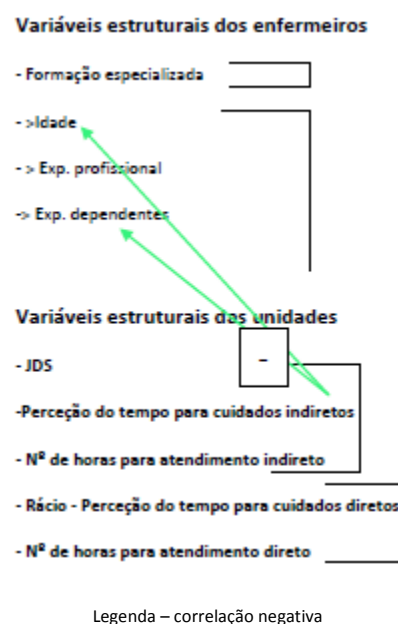 Variáveis estruturais dos enfermeiros
- Formação especializada
- >Idade
- > Exp. profissional
-> Exp. dependentes
Variáveis estruturais das unidades
- JDS
–
-Perceção do tempo para cuidados indiretos
- Nº de horas para atendimento indireto
- Rácio - Perceção do tempo para cuidados diretos
- Nº de horas para atendimento direto
Legenda – correlação negativa